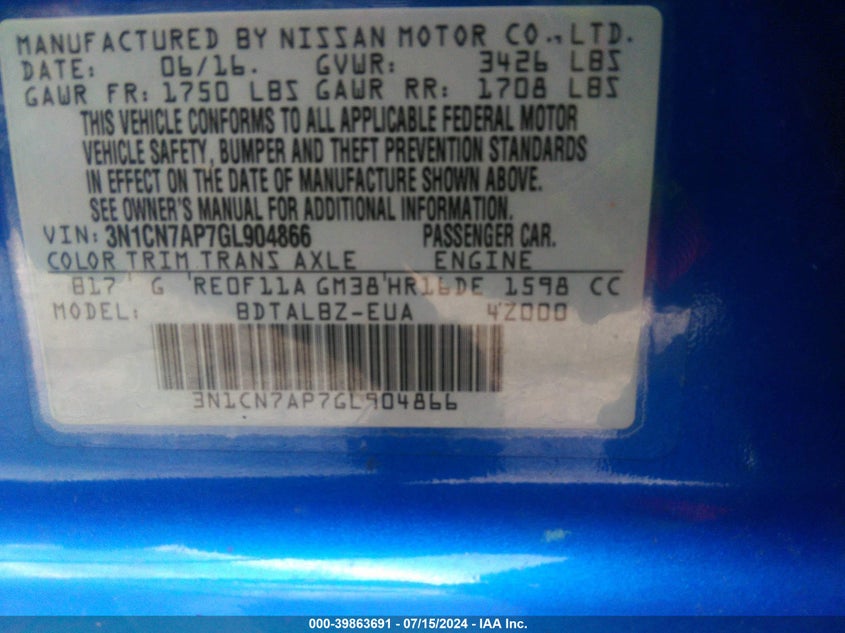 MANUFACTURED BY NISSAN MOTOR CO., LTD.
DATE: 06/16. GVWR: 3426 LBS
GAWR FR: 1750 LBS GAWR RR: 1708 LBS
THIS VEHICLE CONFORMS TO ALL APPLICABLE FEDERAL MOTOR
VEHICLE SAFETY, BUMPER AND THEFT PREVENTION STANDARDS
IN EFFECT ON THE DATE OF MANUFACTURE SHOWN ABOVE.
SEE OWNER'S MANUAL FOR ADDITIONAL INFORMATION.
VIN: 3N1CN7AP7GL904866 PASSENGER CAR.
COLOR TRIM TRANS AXLE ENGINE
B17 G RE0F11A GM38 HR16DE 1598 CC
MODEL: BDTALBZ-EUA 4Z000
3N1CN7AP7GL904866
000-39863691 - 07/15/2024 - IAA Inc.